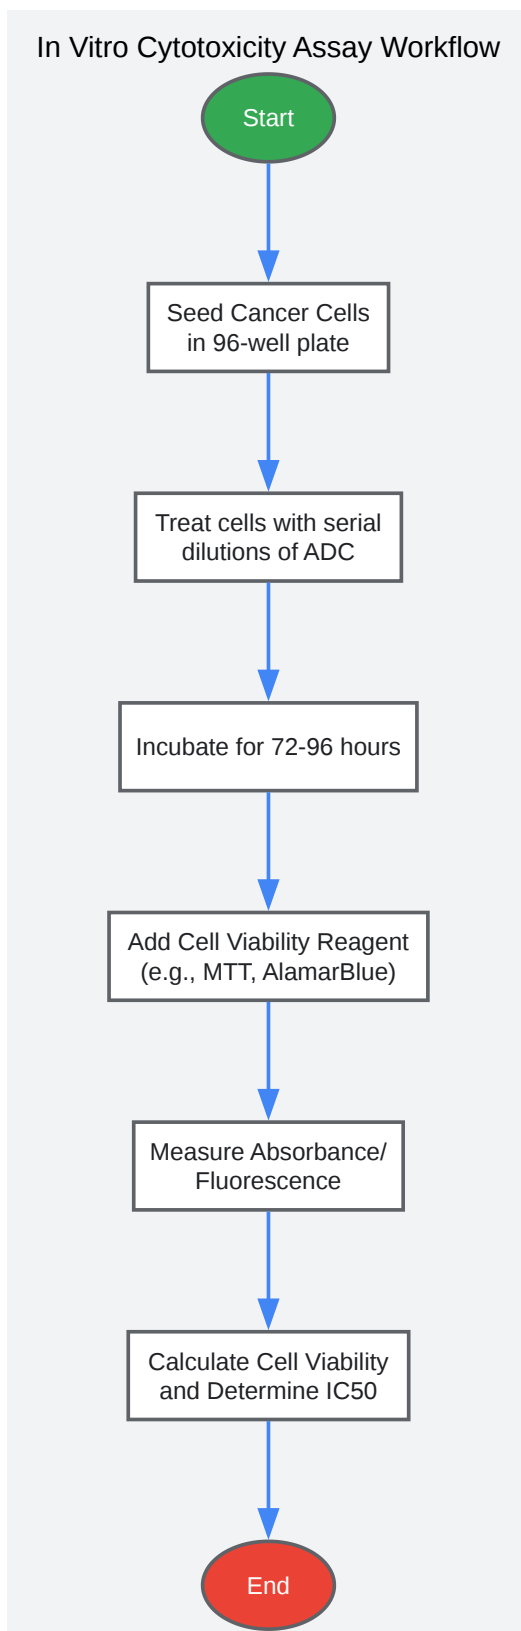 In Vitro Cytotoxicity Assay Workflow
Start
Seed Cancer Cells
in 96-well plate
Treat cells with serial
dilutions of ADC
Incubate for 72-96 hours
Add Cell Viability Reagent
(e.g., MTT, AlamarBlue)
Measure Absorbance/
Fluorescence
Calculate Cell Viability
and Determine IC50
End